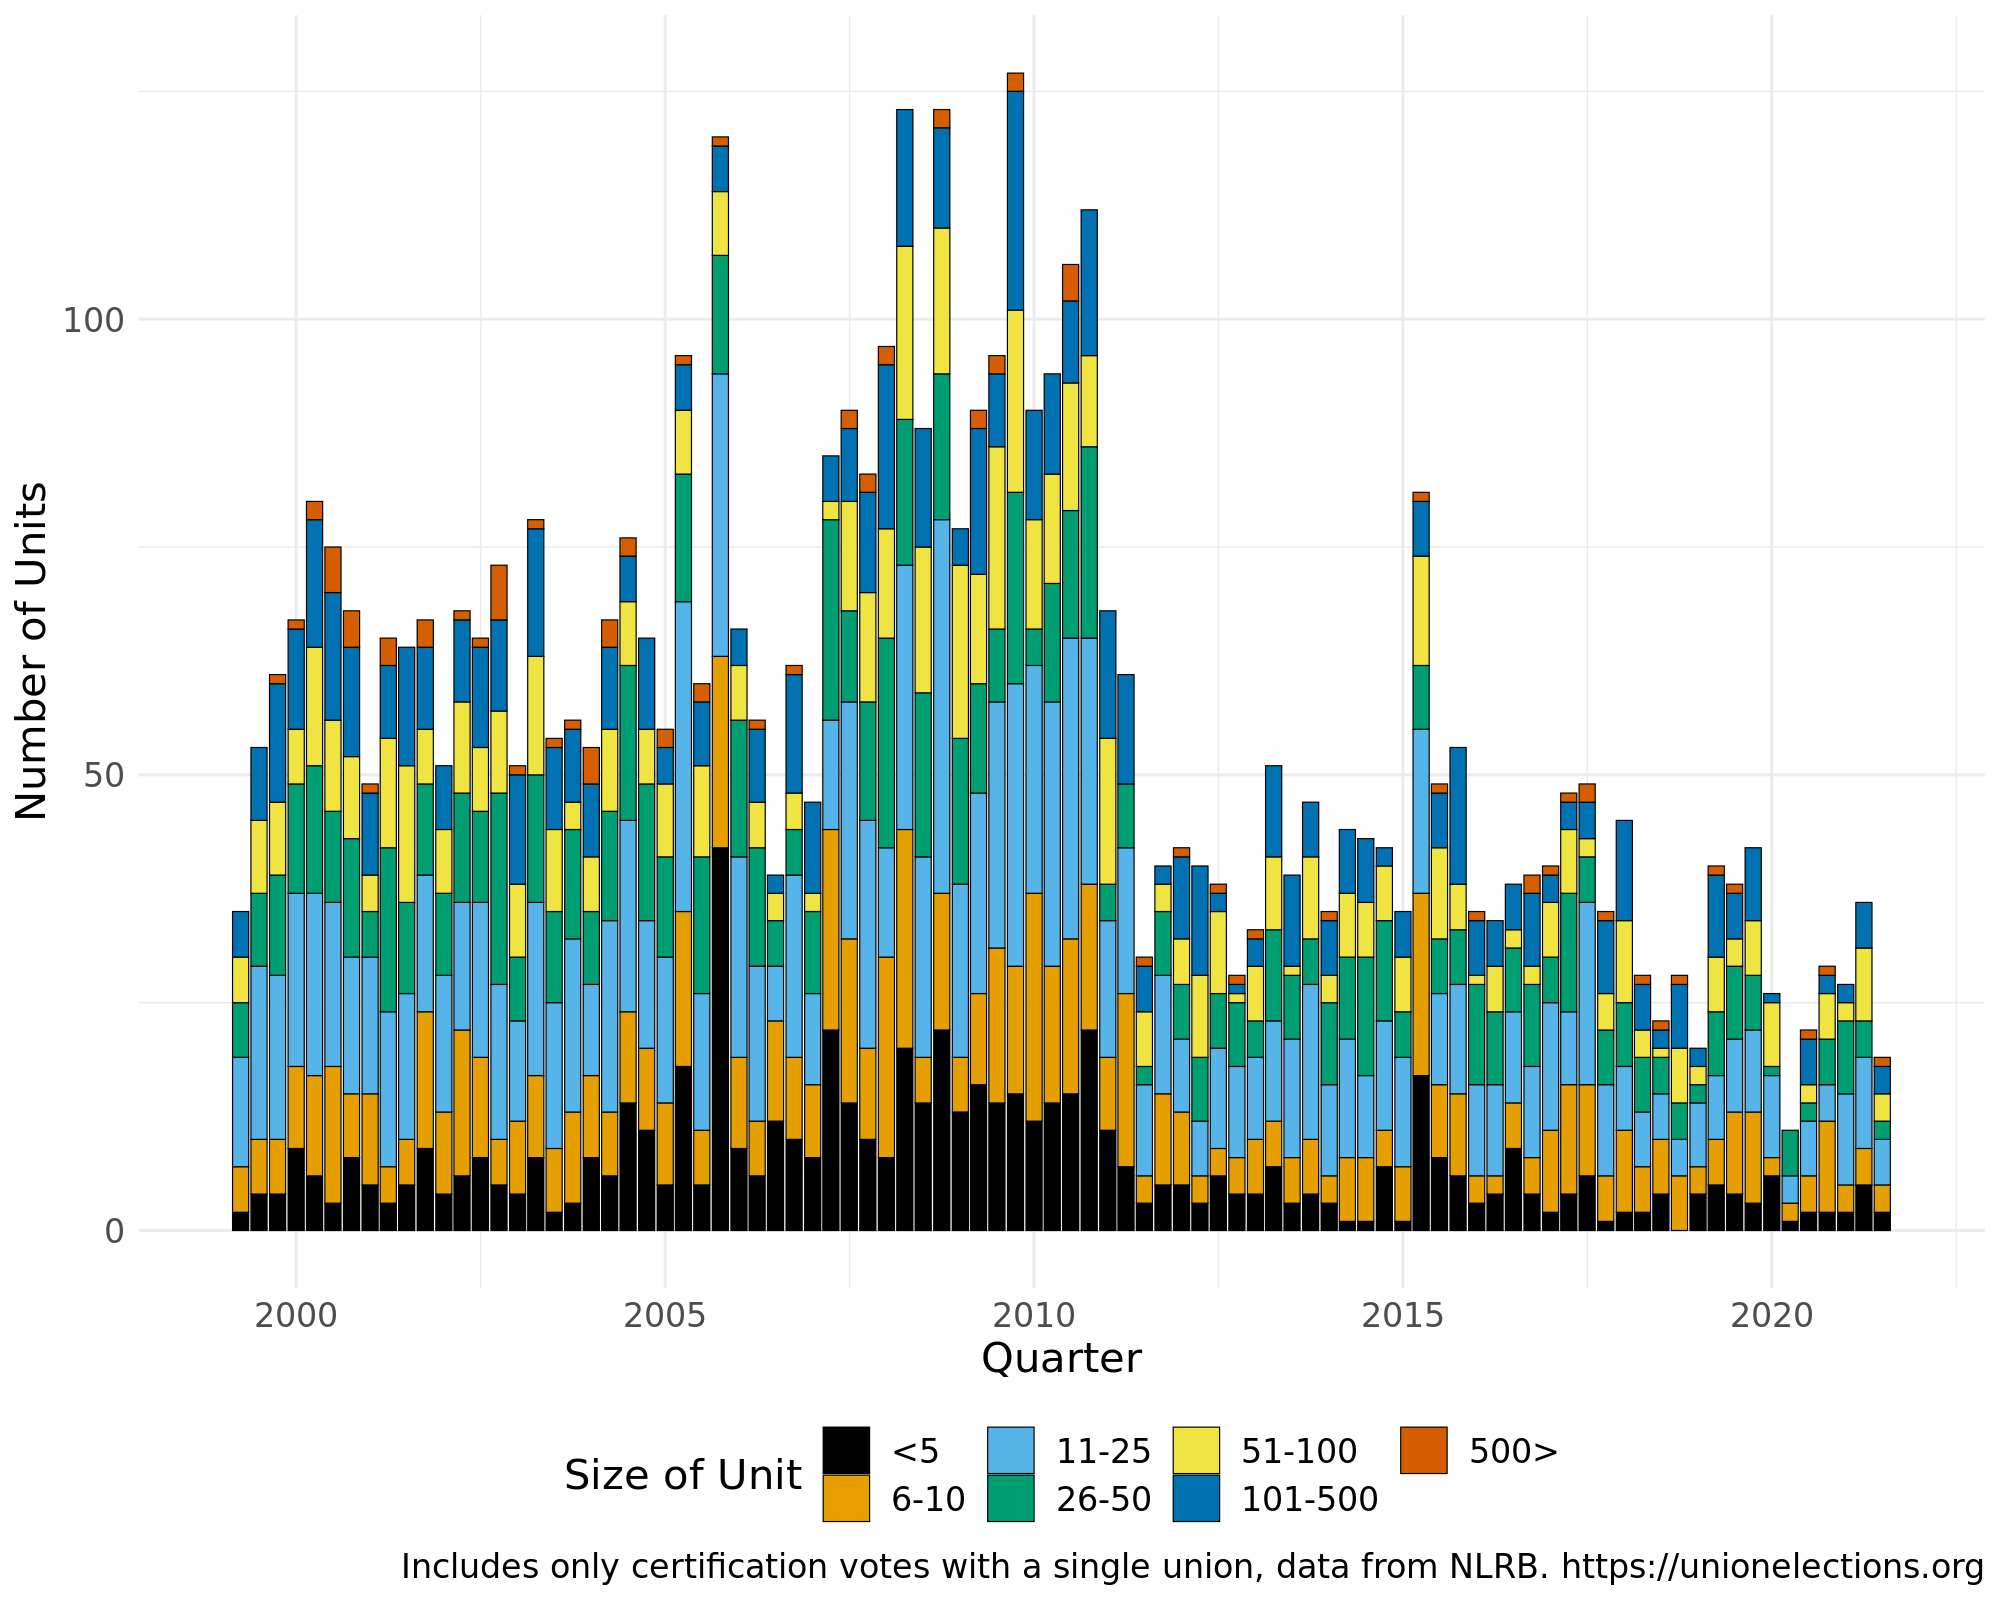 Number of Units
100
50
0
2000 2005 2010 2015 2020
Quarter
Size of Unit
<5 11-25 51-100 500>
6-10 26-50 101-500
Includes only certification votes with a single union, data from NLRB. https://unionelections.org